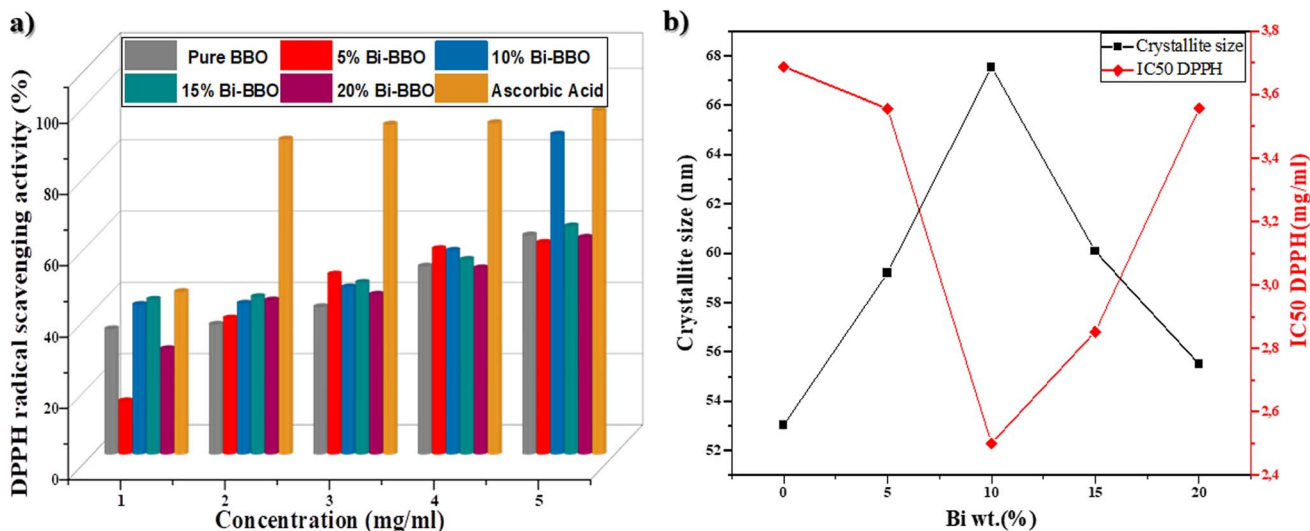 a)
Pure BBO 5% Bi-BBO 10% Bi-BBO
15% Bi-BBO 20% Bi-BBO Ascorbic Acid
DPPH radical scavenging activity (%)
100
80
60
40
20
0
1 2 3 4 5
Concentration (mg/ml)
b)
Crystallite size
IC50 DPPH
Crystallite size (nm)
68
66
64
62
60
58
56
54
52
0 5 10 15 20
Bi wt.(%)
3,8
3,6
3,4
3,2
3,0
2,8
2,6
2,4
IC50 DPPH(mg/ml)